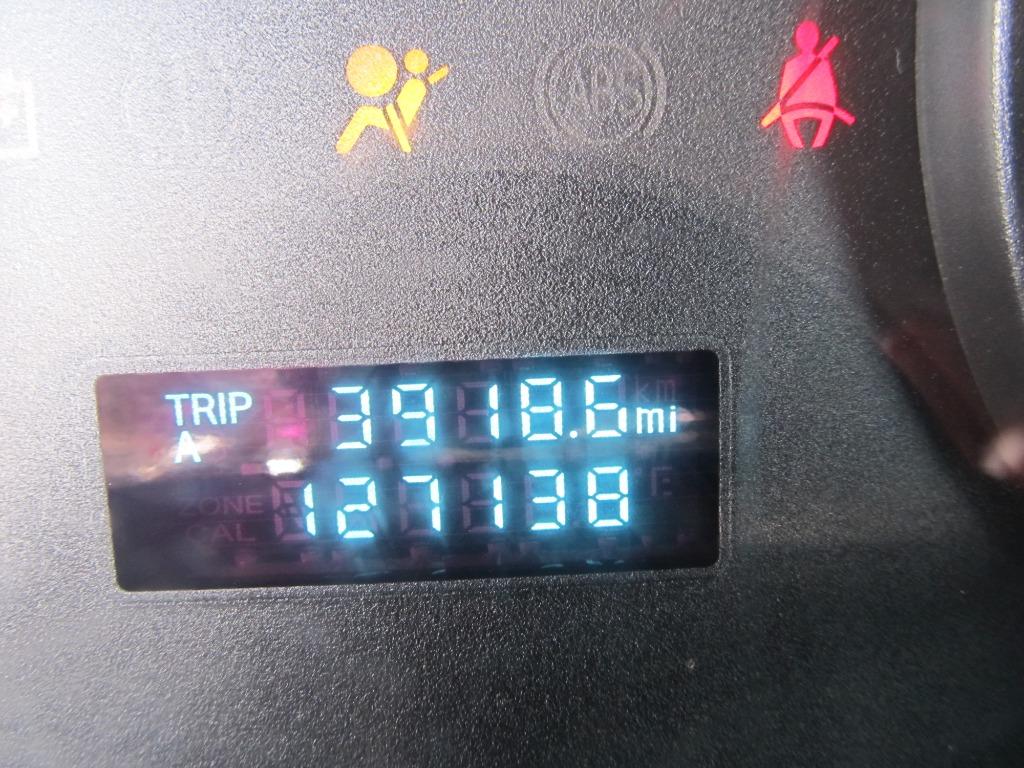 ABS
TRIP 3918.6 km
A mi
127138 E
ZONE
CAL